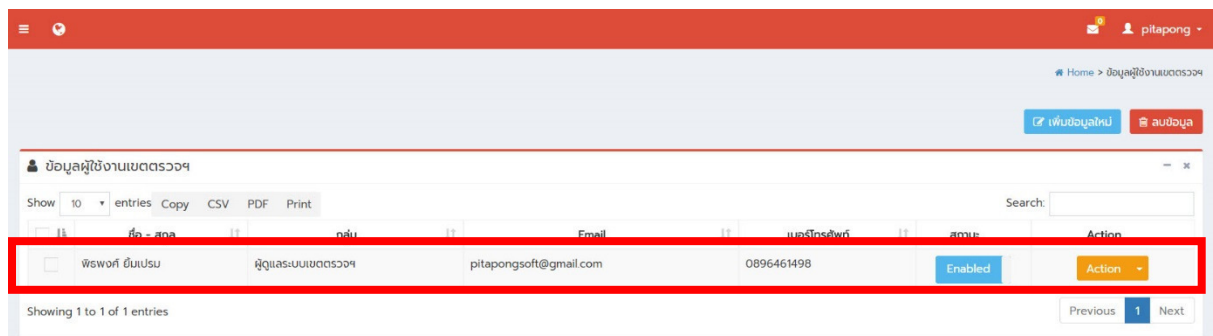 0
pitapong
Home > ข้อมูลผู้ใช้งานเขตตรวจฯ
เพิ่มข้อมูลใหม่ ลบข้อมูล
ข้อมูลผู้ใช้งานเขตตรวจฯ
Show 10 entries Copy CSV PDF Print Search:
ชื่อ - สกุล กลุ่ม Email เบอร์โทรศัพท์ สถานะ Action
พิธพงศ์ ยิ้มเปรม ผู้ดูแลระบบเขตตรวจฯ pitapongsoft@gmail.com 0896461498 Enabled Action
Showing 1 to 1 of 1 entries Previous 1 Next